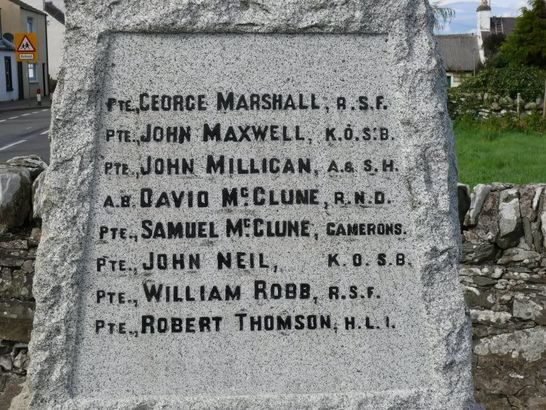 PTE., GEORGE MARSHALL, R.S.F.
PTE., JOHN MAXWELL, K.O.S.B.
PTE., JOHN MILLICAN, A.& S.H.
A.B. DAVID McCLUNE, R.N.D.
PTE., SAMUEL McCLUNE, CAMERONS.
PTE., JOHN NEIL, K.O.S.B.
PTE., WILLIAM ROBB, R.S.F.
PTE., ROBERT THOMSON, H.L.I.